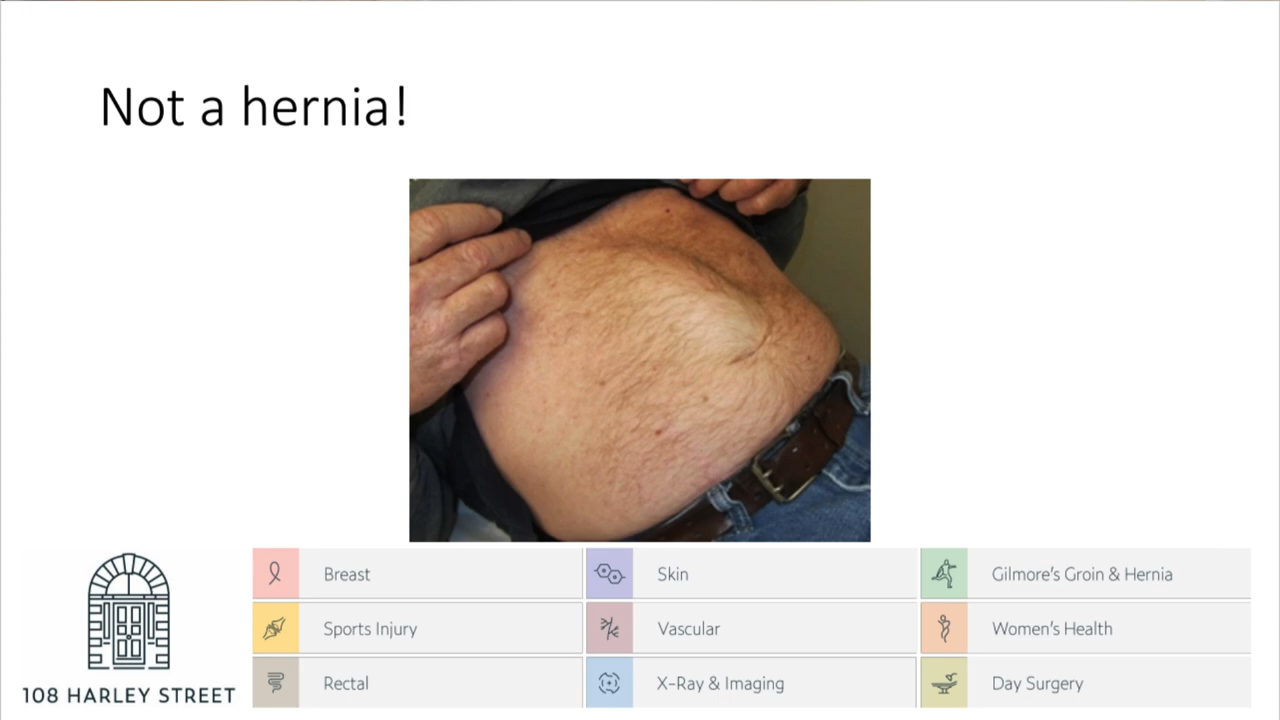 Not a hernia!
Breast
Skin
Gilmore's Groin & Hernia
Sports Injury
Vascular
Women's Health
Rectal
X-Ray & Imaging
Day Surgery
108 HARLEY STREET